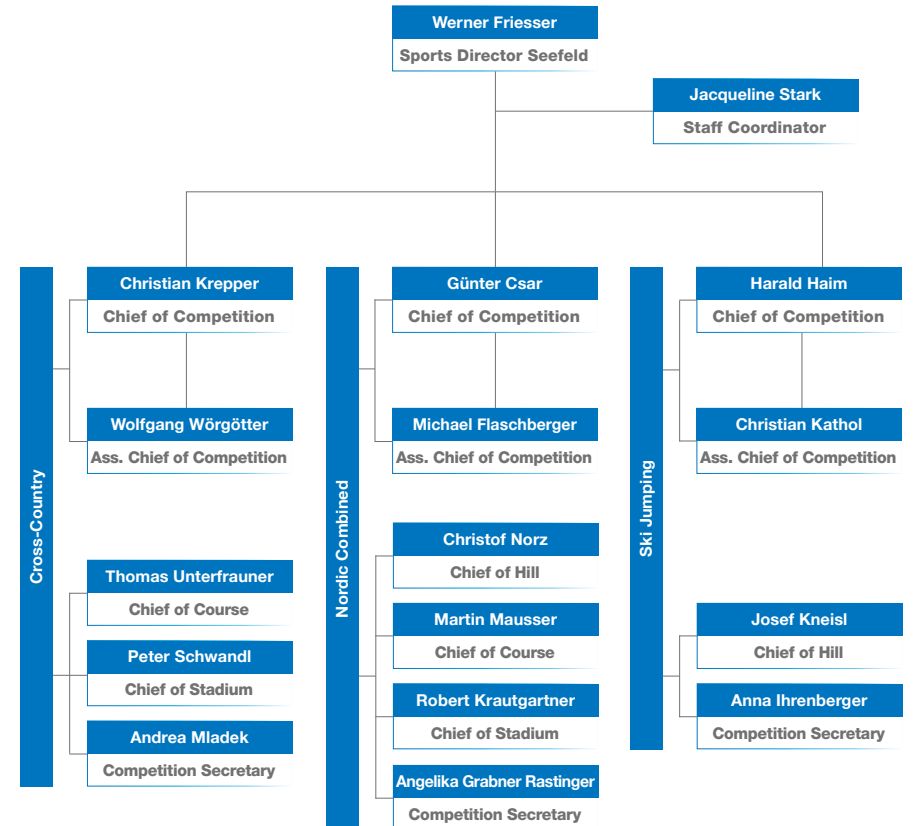 Werner Friesser
Sports Director Seefeld
Jacqueline Stark
Staff Coordinator
Cross-Country
Christian Krepper
Chief of Competition
Wolfgang Wörgötter
Ass. Chief of Competition
Thomas Unterfrauner
Chief of Course
Peter Schwandl
Chief of Stadium
Andrea Mladek
Competition Secretary
Nordic Combined
Günter Csar
Chief of Competition
Michael Flaschberger
Ass. Chief of Competition
Christof Norz
Chief of Hill
Martin Mausser
Chief of Course
Robert Krautgartner
Chief of Stadium
Angelika Grabner Rastinger
Competition Secretary
Ski Jumping
Harald Haim
Chief of Competition
Christian Kathol
Ass. Chief of Competition
Josef Kneisl
Chief of Hill
Anna Ihrenberger
Competition Secretary